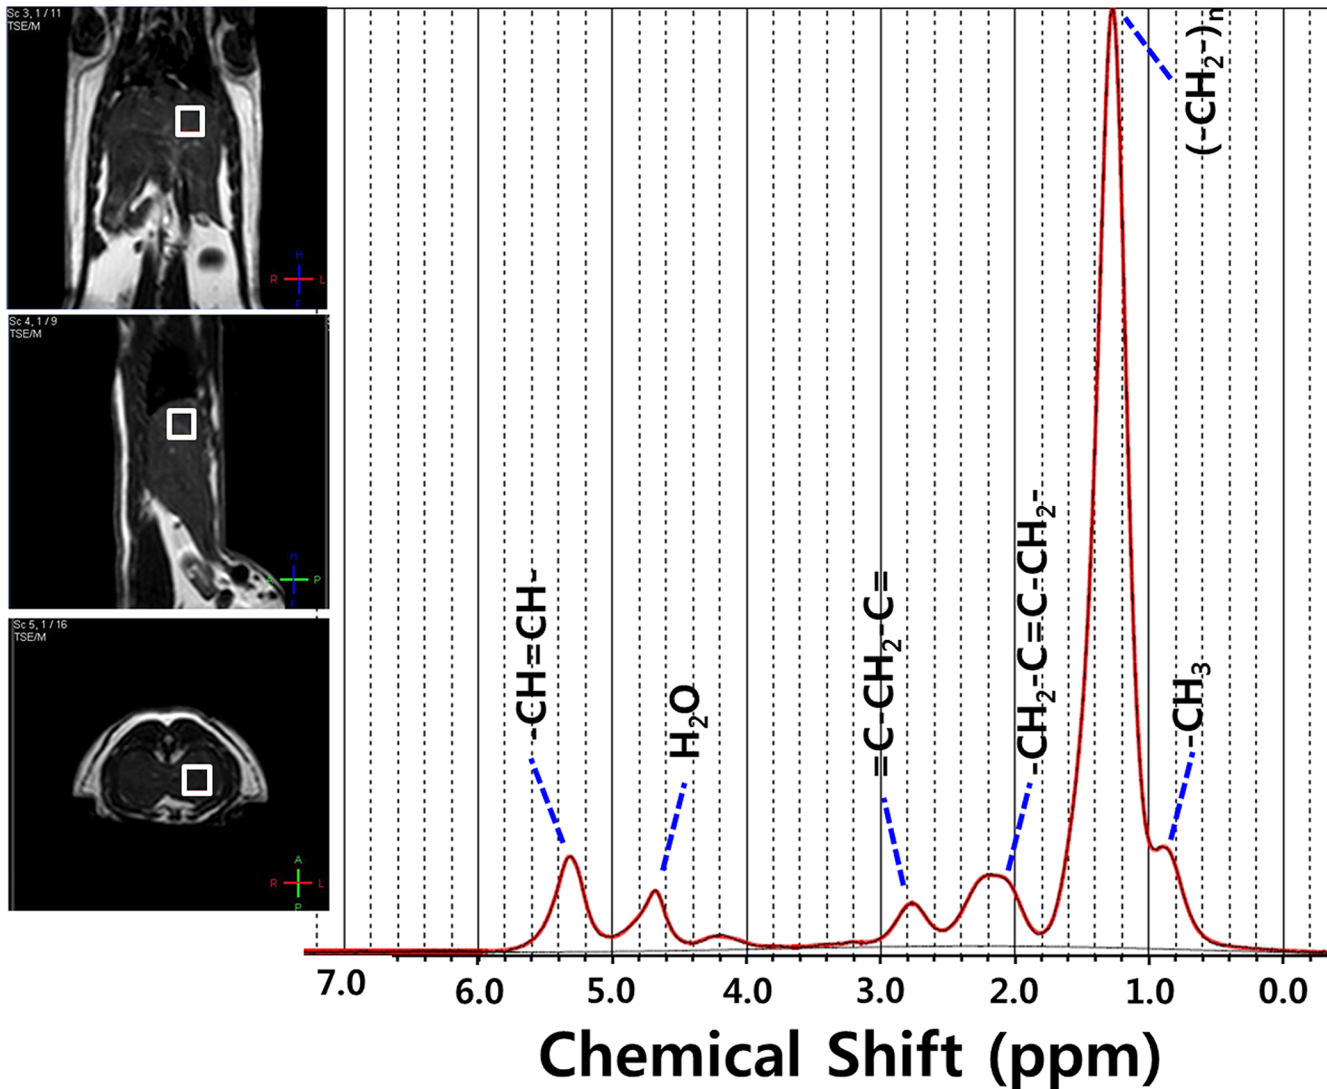 Sc 3, 1 / 11
TSE/M
H
R
L
F
Sc 4, 1 / 9
TSE/M
H
A
P
F
Sc 5, 1 / 16
TSE/M
A
R
L
P
-CH=CH-
H₂O
=C-CH₂-C=
-CH₂-C=C-CH₂-
(-CH₂-)n
-CH₃
7.0 6.0 5.0 4.0 3.0 2.0 1.0 0.0
Chemical Shift (ppm)